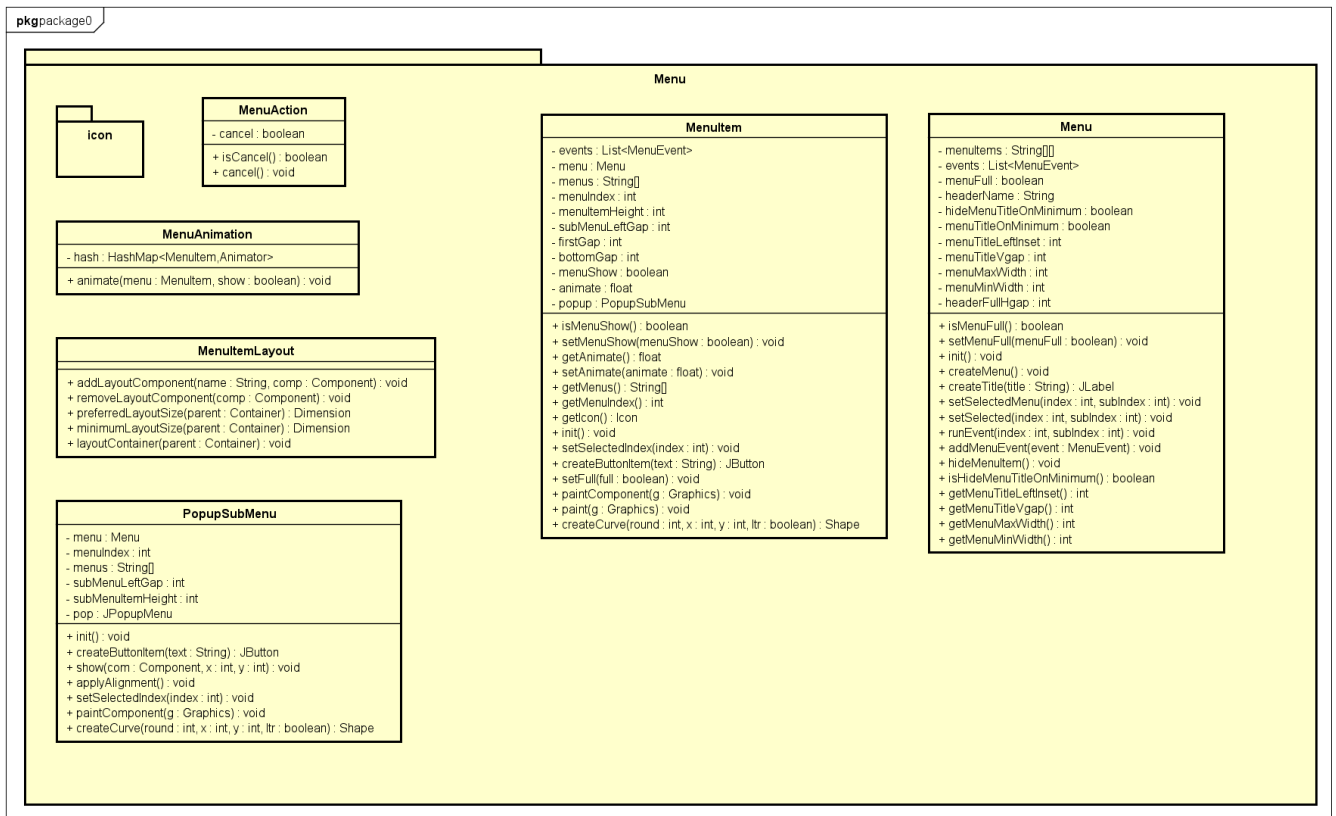 pkg package0
Menu
icon
MenuAction
- cancel : boolean
+ isCancel() : boolean
+ cancel() : void
MenuAnimation
- hash : HashMap<MenuItem,Animator>
+ animate(menu : MenuItem, show : boolean) : void
MenuItemLayout
+ addLayoutComponent(name : String, comp : Component) : void
+ removeLayoutComponent(comp : Component) : void
+ preferredLayoutSize(parent : Container) : Dimension
+ minimumLayoutSize(parent : Container) : Dimension
+ layoutContainer(parent : Container) : void
PopupSubMenu
- menu : Menu
- menuIndex : int
- menus : String[]
- subMenuLeftGap : int
- subMenuItemHeight : int
- pop : JPopupMenu
+ init() : void
+ createButtonItem(text : String) : JButton
+ show(com : Component, x : int, y : int) : void
+ applyAlignment() : void
+ setSelectedIndex(index : int) : void
+ paintComponent(g : Graphics) : void
+ createCurve(round : int, x : int, y : int, ltr : boolean) : Shape
MenuItem
- events : List<MenuEvent>
- menu : Menu
- menus : String[]
- menuIndex : int
- menuItemHeight : int
- subMenuLeftGap : int
- firstGap : int
- bottomGap : int
- menuShow : boolean
- animate : float
- popup : PopupSubMenu
+ isMenuShow() : boolean
+ setMenuShow(menuShow : boolean) : void
+ getAnimate() : float
+ setAnimate(animate : float) : void
+ getMenus() : String[]
+ getMenuIndex() : int
+ getIcon() : Icon
+ init() : void
+ setSelectedIndex(index : int) : void
+ createButtonItem(text : String) : JButton
+ setFull(full : boolean) : void
+ paintComponent(g : Graphics) : void
+ paint(g : Graphics) : void
+ createCurve(round : int, x : int, y : int, ltr : boolean) : Shape
Menu
- menuItems : String[][]
- events : List<MenuEvent>
- menuFull : boolean
- headerName : String
- hideMenuTitleOnMinimum : boolean
- menuTitleOnMinimum : boolean
- menuTitleLeftInset : int
- menuTitleVgap : int
- menuMaxWidth : int
- menuMinWidth : int
- headerFullHgap : int
+ isMenuFull() : boolean
+ setMenuFull(menuFull : boolean) : void
+ init() : void
+ createMenu() : void
+ createTitle(title : String) : JLabel
+ setSelectedMenu(index : int, subIndex : int) : void
+ setSelected(index : int, subIndex : int) : void
+ runEvent(index : int, subIndex : int) : void
+ addMenuEvent(event : MenuEvent) : void
+ hideMenuItem() : void
+ isHideMenuTitleOnMinimum() : boolean
+ getMenuTitleLeftInset() : int
+ getMenuTitleVgap() : int
+ getMenuMaxWidth() : int
+ getMenuMinWidth() : int